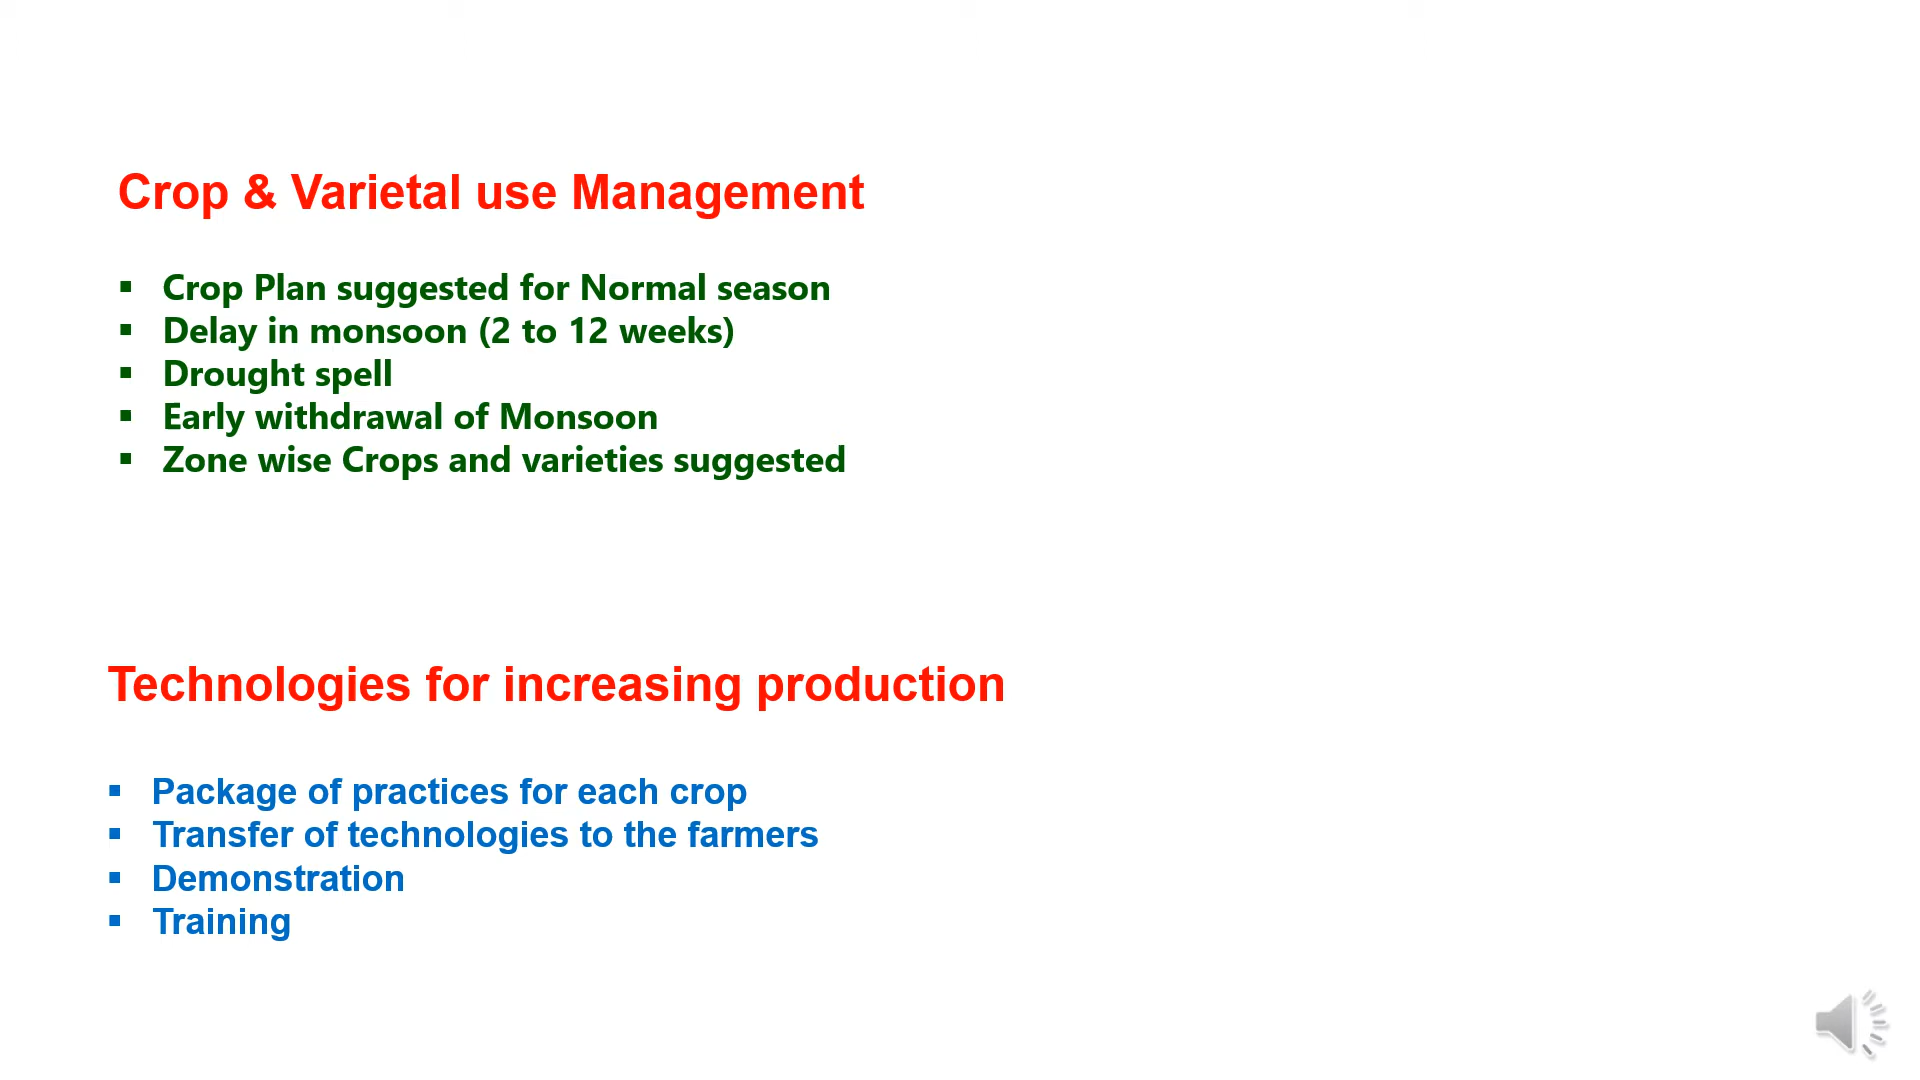 Crop & Varietal use Management
▪ Crop Plan suggested for Normal season
▪ Delay in monsoon (2 to 12 weeks)
▪ Drought spell
▪ Early withdrawal of Monsoon
▪ Zone wise Crops and varieties suggested
Technologies for increasing production
▪ Package of practices for each crop
▪ Transfer of technologies to the farmers
▪ Demonstration
▪ Training